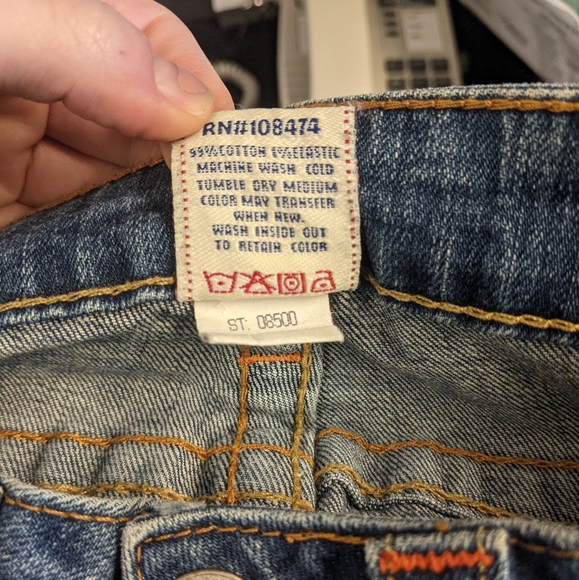 RN#108474
99%COTTON 1%ELASTIC
MACHINE WASH COLD
TUMBLE DRY MEDIUM
COLOR MAY TRANSFER
WHEN NEW.
WASH INSIDE OUT
TO RETAIN COLOR
ST: 08500